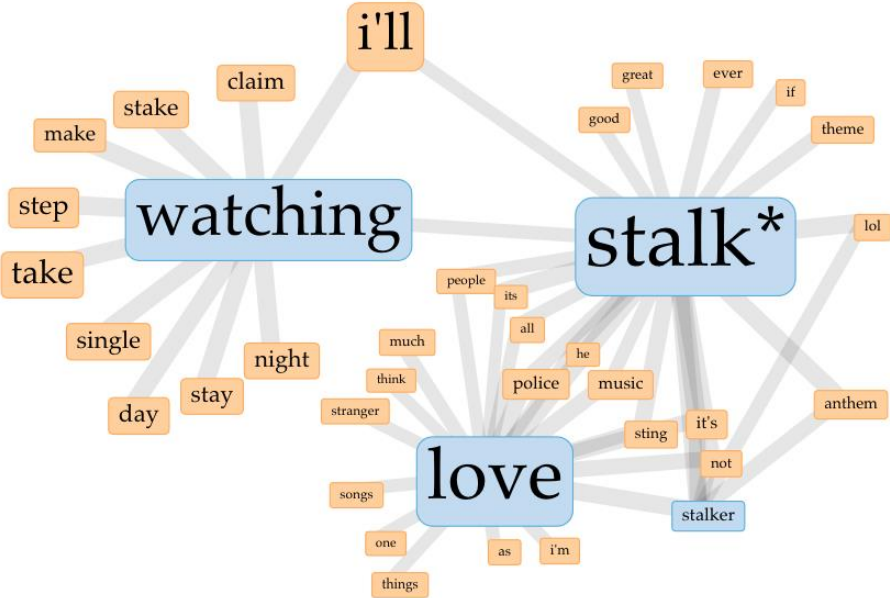 i'll
claim
great
ever
if
stake
good
theme
make
step
watching
stalk*
lol
take
people
its
all
single
much
he
night
think
police
music
stay
day
stranger
anthem
sting
it's
love
not
songs
stalker
one
as
i'm
things